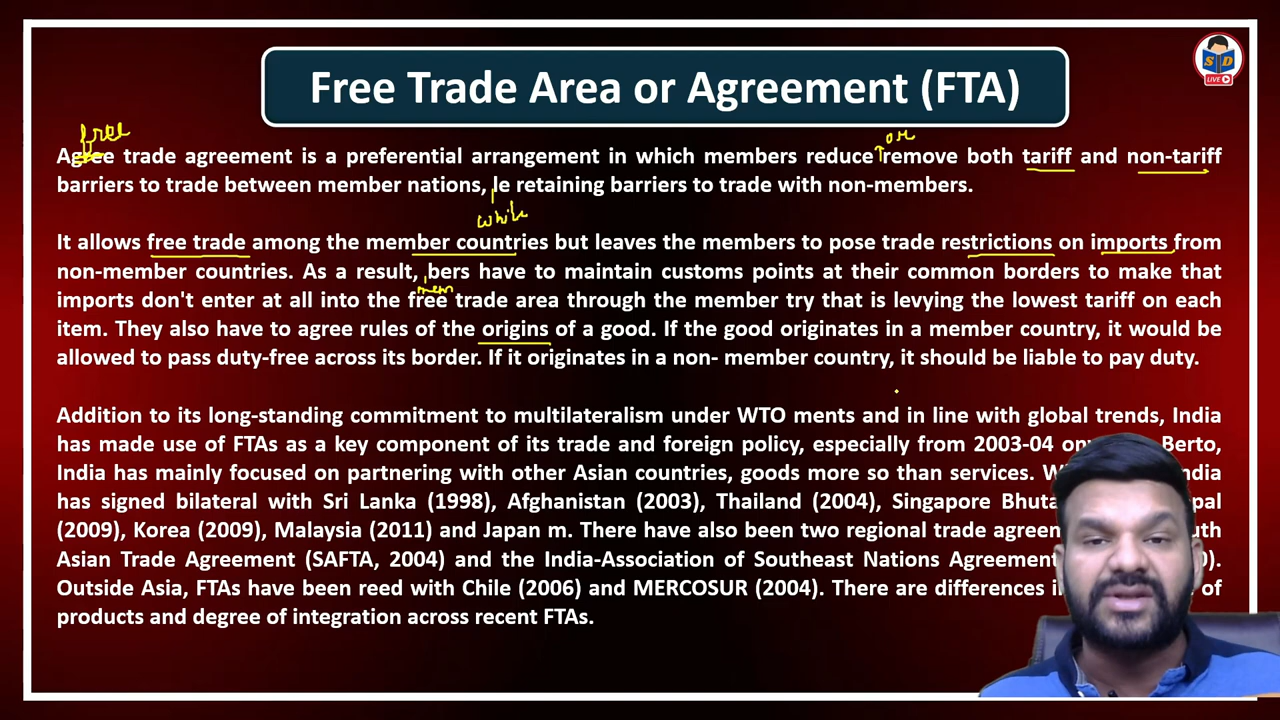 S D
LIVE
Free Trade Area or Agreement (FTA)
free
or
Agree trade agreement is a preferential arrangement in which members reduce remove both tariff and non-tariff
barriers to trade between member nations, le retaining barriers to trade with non-members.
while
It allows free trade among the member countries but leaves the members to pose trade restrictions on imports from
non-member countries. As a result, bers have to maintain customs points at their common borders to make that
mem
imports don't enter at all into the free trade area through the member try that is levying the lowest tariff on each
item. They also have to agree rules of the origins of a good. If the good originates in a member country, it would be
allowed to pass duty-free across its border. If it originates in a non- member country, it should be liable to pay duty.
Addition to its long-standing commitment to multilateralism under WTO ments and in line with global trends, India
has made use of FTAs as a key component of its trade and foreign policy, especially from 2003-04 Berto,
India has mainly focused on partnering with other Asian countries, goods more so than services.
has signed bilateral with Sri Lanka (1998), Afghanistan (2003), Thailand (2004), Singapore
(2009), Korea (2009), Malaysia (2011) and Japan m. There have also been two regional trade
Asian Trade Agreement (SAFTA, 2004) and the India-Association of Southeast Nations Agreement
Outside Asia, FTAs have been reed with Chile (2006) and MERCOSUR (2004). There are differences of
products and degree of integration across recent FTAs.